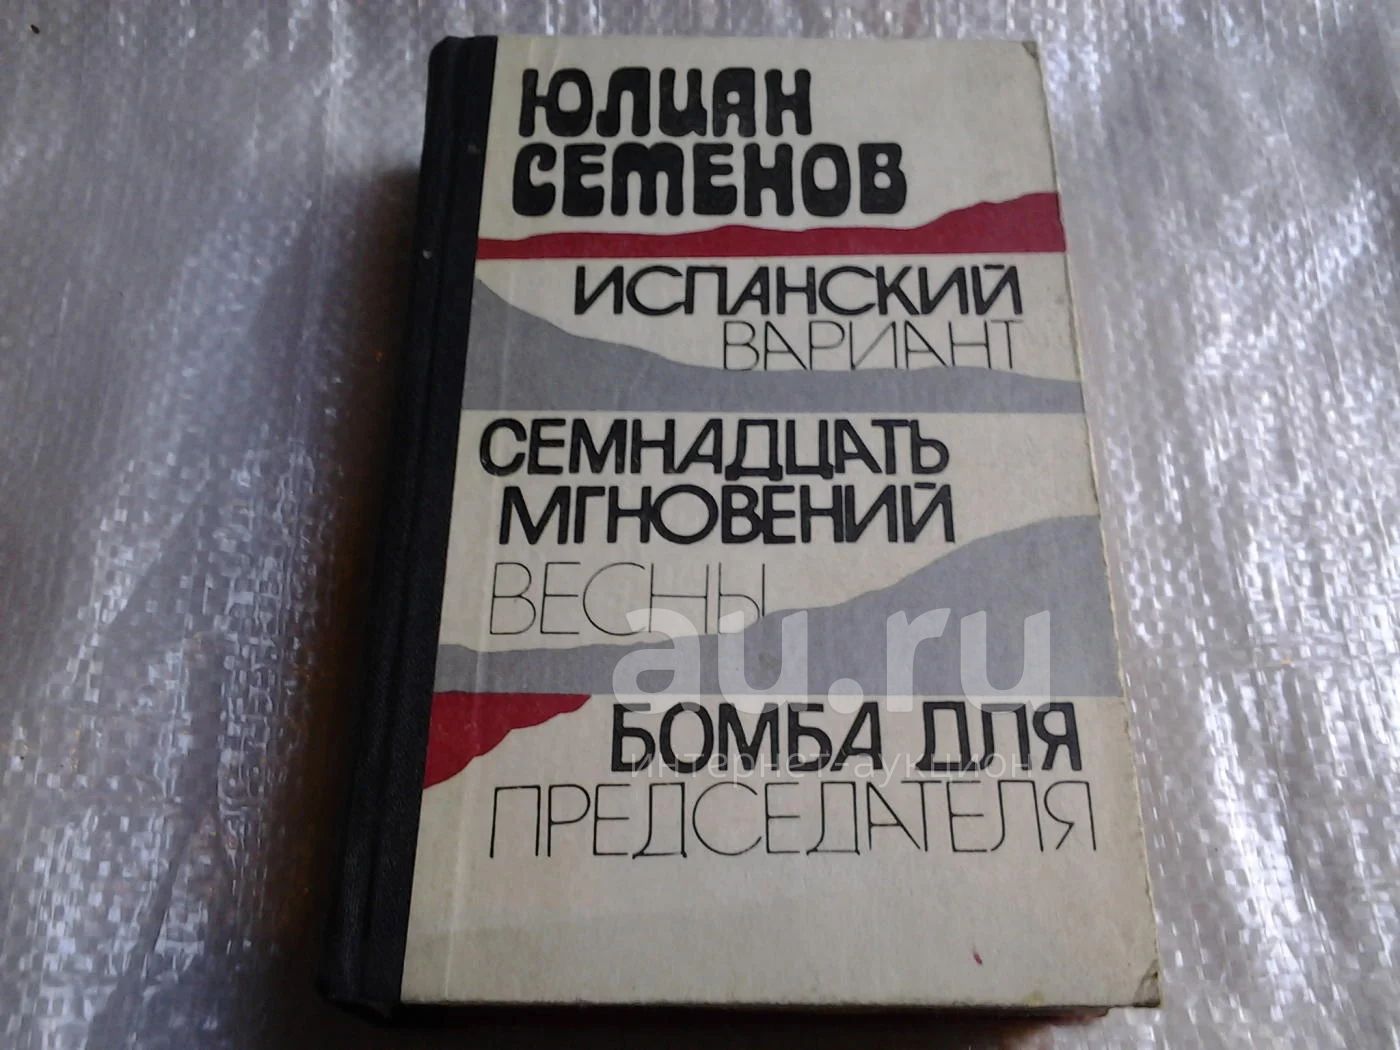 ЮЛИАН
СЕМЕНОВ
ИСПАНСКИЙ
ВАРИАНТ
СЕМНАДЦАТЬ
МГНОВЕНИЙ
ВЕСНЫ
au.ru
БОМБА ДЛЯ
интернет-аукцион
ПРЕДСЕДАТЕЛЯ